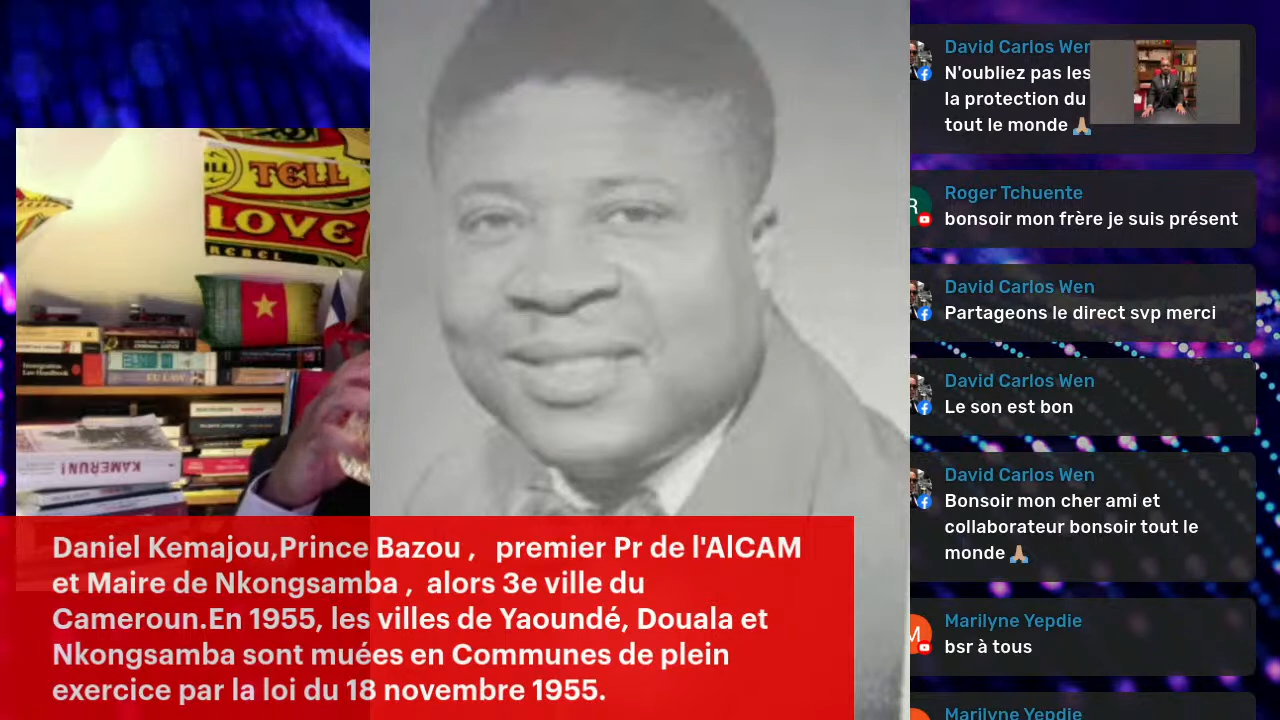 TELL
LOVE
REBEL
EU LAW
KAMERUN!
Daniel Kemajou,Prince Bazou , premier Pr de l'AlCAM
et Maire de Nkongsamba , alors 3e ville du
Cameroun.En 1955, les villes de Yaoundé, Douala et
Nkongsamba sont muées en Communes de plein
exercice par la loi du 18 novembre 1955.
David Carlos Wen
N'oubliez pas les
la protection du
tout le monde 🙏🏽
Roger Tchuente
bonsoir mon frère je suis présent
David Carlos Wen
Partageons le direct svp merci
David Carlos Wen
Le son est bon
David Carlos Wen
Bonsoir mon cher ami et
collaborateur bonsoir tout le
monde 🙏🏽
Marilyne Yepdie
bsr à tous
Marilyne Yepdie